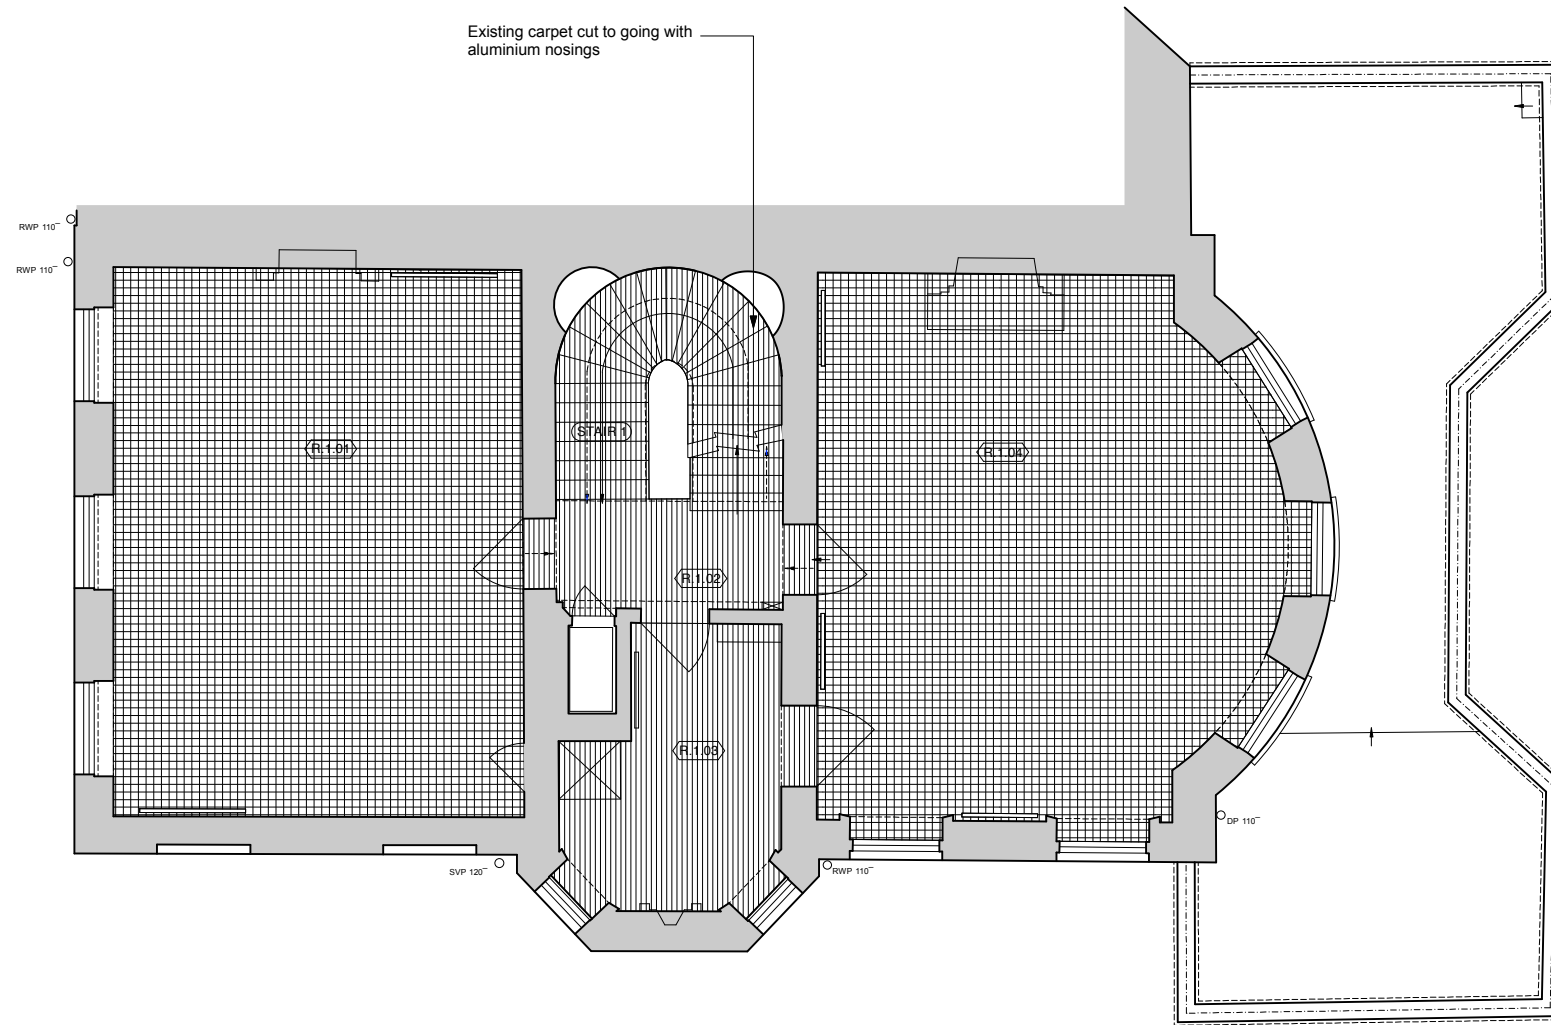 Existing carpet cut to going with
aluminium nosings
RWP 110
RWP 110
STAIR 1
R.1.01
R.1.04
R.1.02
R.1.03
DP 110
SVP 120
RWP 110